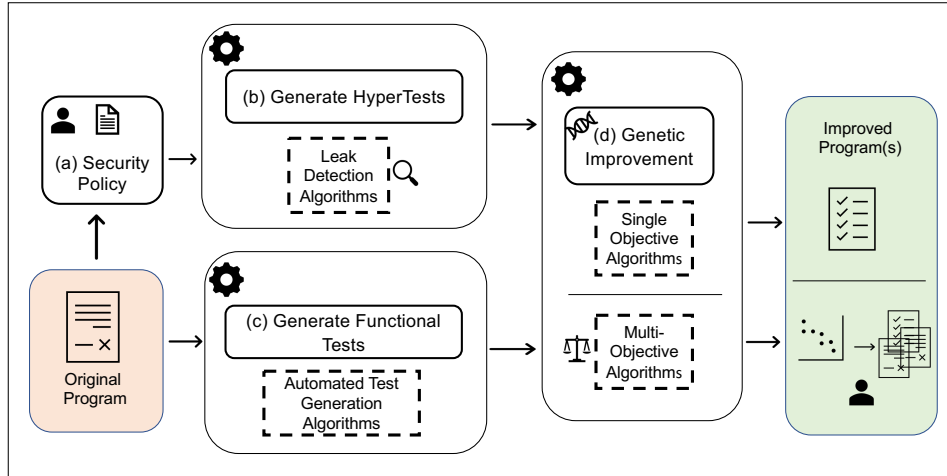 (a) Security
Policy
Original
Program
(b) Generate HyperTests
Leak
Detection
Algorithms
(c) Generate Functional
Tests
Automated Test
Generation
Algorithms
(d) Genetic
Improvement
Single
Objective
Algorithms
Multi-
Objective
Algorithms
Improved
Program(s)